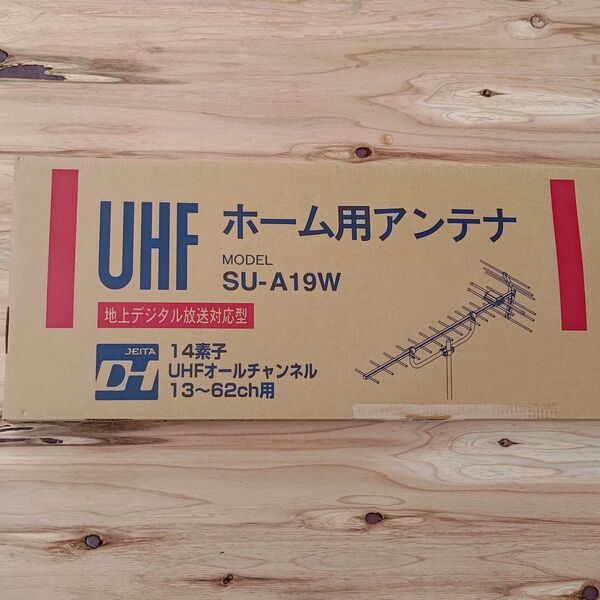 UHF ホーム用アンテナ
MODEL
SU-A19W
地上デジタル放送対応型
JEITA
DH
14素子
UHFオールチャンネル
13～62ch用